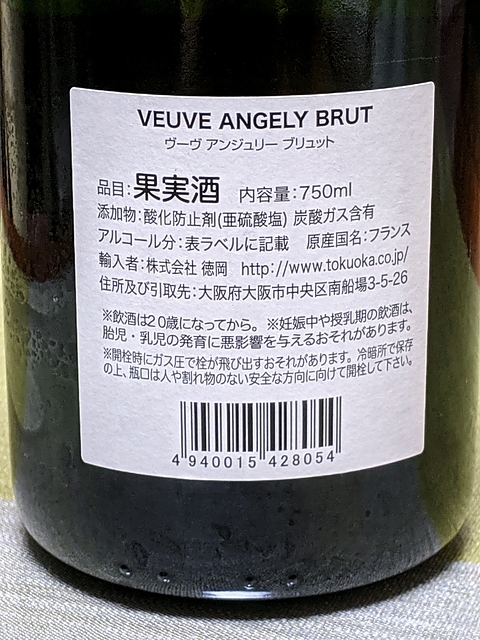 VEUVE ANGELY BRUT
ヴーヴ アンジュリー ブリュット
品目:果実酒 内容量:750ml
添加物:酸化防止剤(亜硫酸塩) 炭酸ガス含有
アルコール分:表ラベルに記載 原産国名:フランス
輸入者:株式会社 徳岡 http://www.tokuoka.co.jp/
住所及び引取先:大阪府大阪市中央区南船場3-5-26
※飲酒は20歳になってから。※妊娠中や授乳期の飲酒は、
胎児・乳児の発育に悪影響を与えるおそれがあります。
※開栓時にガス圧で栓が飛び出すおそれがあります。冷暗所で保存
の上、瓶口は人や割れ物のない安全な方向に向けて開栓して下さい。
4 940015 428054